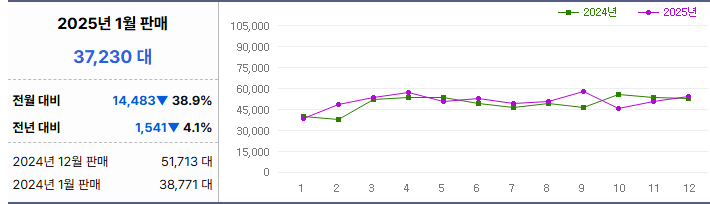 2025년 1월 판매
37,230 대
전월 대비 14,483▼ 38.9%
전년 대비 1,541▼ 4.1%
2024년 12월 판매 51,713 대
2024년 1월 판매 38,771 대
2024년 2025년
105,000
90,000
75,000
60,000
45,000
30,000
15,000
0
1 2 3 4 5 6 7 8 9 10 11 12